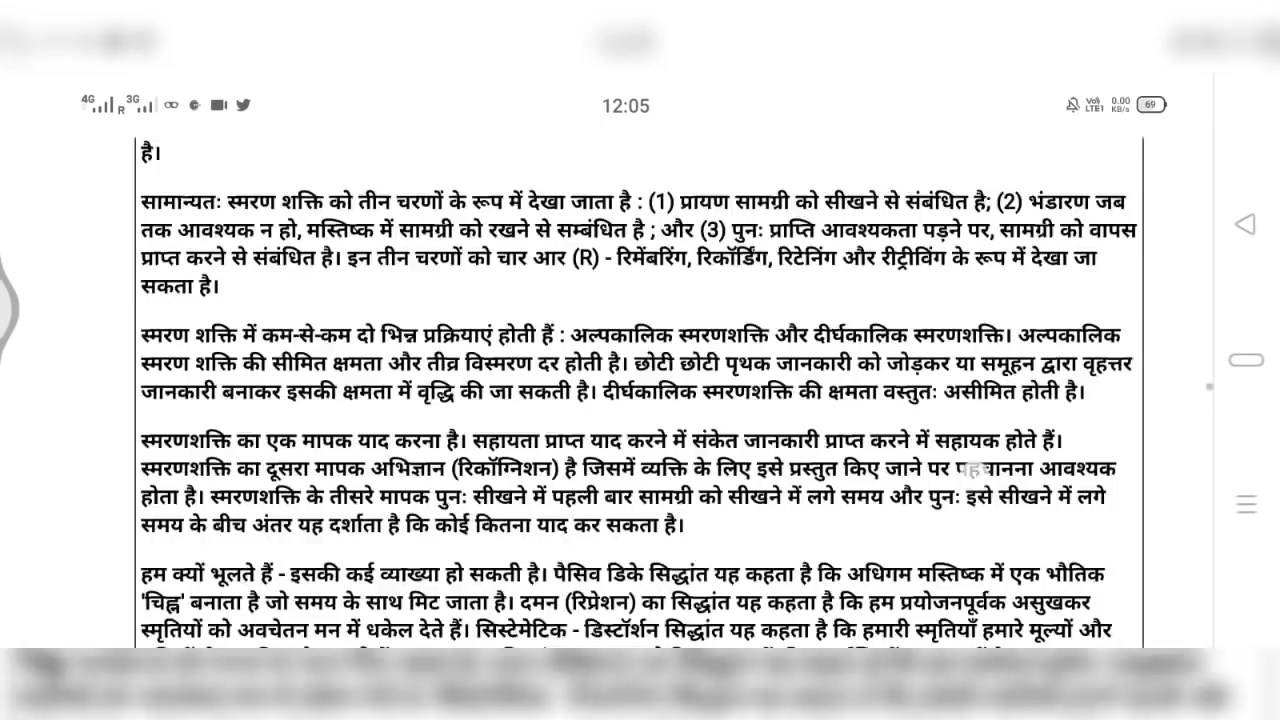 4G R 3G 12:05 Vol) LTE1 0.00 KB/s 69
है।
सामान्यतः स्मरण शक्ति को तीन चरणों के रूप में देखा जाता है : (1) प्रायण सामग्री को सीखने से संबंधित है; (2) भंडारण जब
तक आवश्यक न हो, मस्तिष्क में सामग्री को रखने से सम्बंधित है ; और (3) पुनः प्राप्ति आवश्यकता पड़ने पर, सामग्री को वापस
प्राप्त करने से संबंधित है। इन तीन चरणों को चार आर (R) - रिमेंबरिंग, रिकॉर्डिंग, रिटेनिंग और रीट्रीविंग के रूप में देखा जा
सकता है।
स्मरण शक्ति में कम-से-कम दो भिन्न प्रक्रियाएं होती हैं : अल्पकालिक स्मरणशक्ति और दीर्घकालिक स्मरणशक्ति। अल्पकालिक
स्मरण शक्ति की सीमित क्षमता और तीव्र विस्मरण दर होती है। छोटी छोटी पृथक जानकारी को जोड़कर या समूहन द्वारा वृहत्तर
जानकारी बनाकर इसकी क्षमता में वृद्धि की जा सकती है। दीर्घकालिक स्मरणशक्ति की क्षमता वस्तुतः असीमित होती है।
स्मरणशक्ति का एक मापक याद करना है। सहायता प्राप्त याद करने में संकेत जानकारी प्राप्त करने में सहायक होते हैं।
स्मरणशक्ति का दूसरा मापक अभिज्ञान (रिकॉग्निशन) है जिसमें व्यक्ति के लिए इसे प्रस्तुत किए जाने पर पहचानना आवश्यक
होता है। स्मरणशक्ति के तीसरे मापक पुनः सीखने में पहली बार सामग्री को सीखने में लगे समय और पुनः इसे सीखने में लगे
समय के बीच अंतर यह दर्शाता है कि कोई कितना याद कर सकता है।
हम क्यों भूलते हैं - इसकी कई व्याख्या हो सकती है। पैसिव डिके सिद्धांत यह कहता है कि अधिगम मस्तिष्क में एक भौतिक
'चिह्न' बनाता है जो समय के साथ मिट जाता है। दमन (रिप्रेशन) का सिद्धांत यह कहता है कि हम प्रयोजनपूर्वक असुखकर
स्मृतियों को अवचेतन मन में धकेल देते हैं। सिस्टेमेटिक - डिस्टॉर्शन सिद्धांत यह कहता है कि हमारी स्मृतियाँ हमारे मूल्यों और